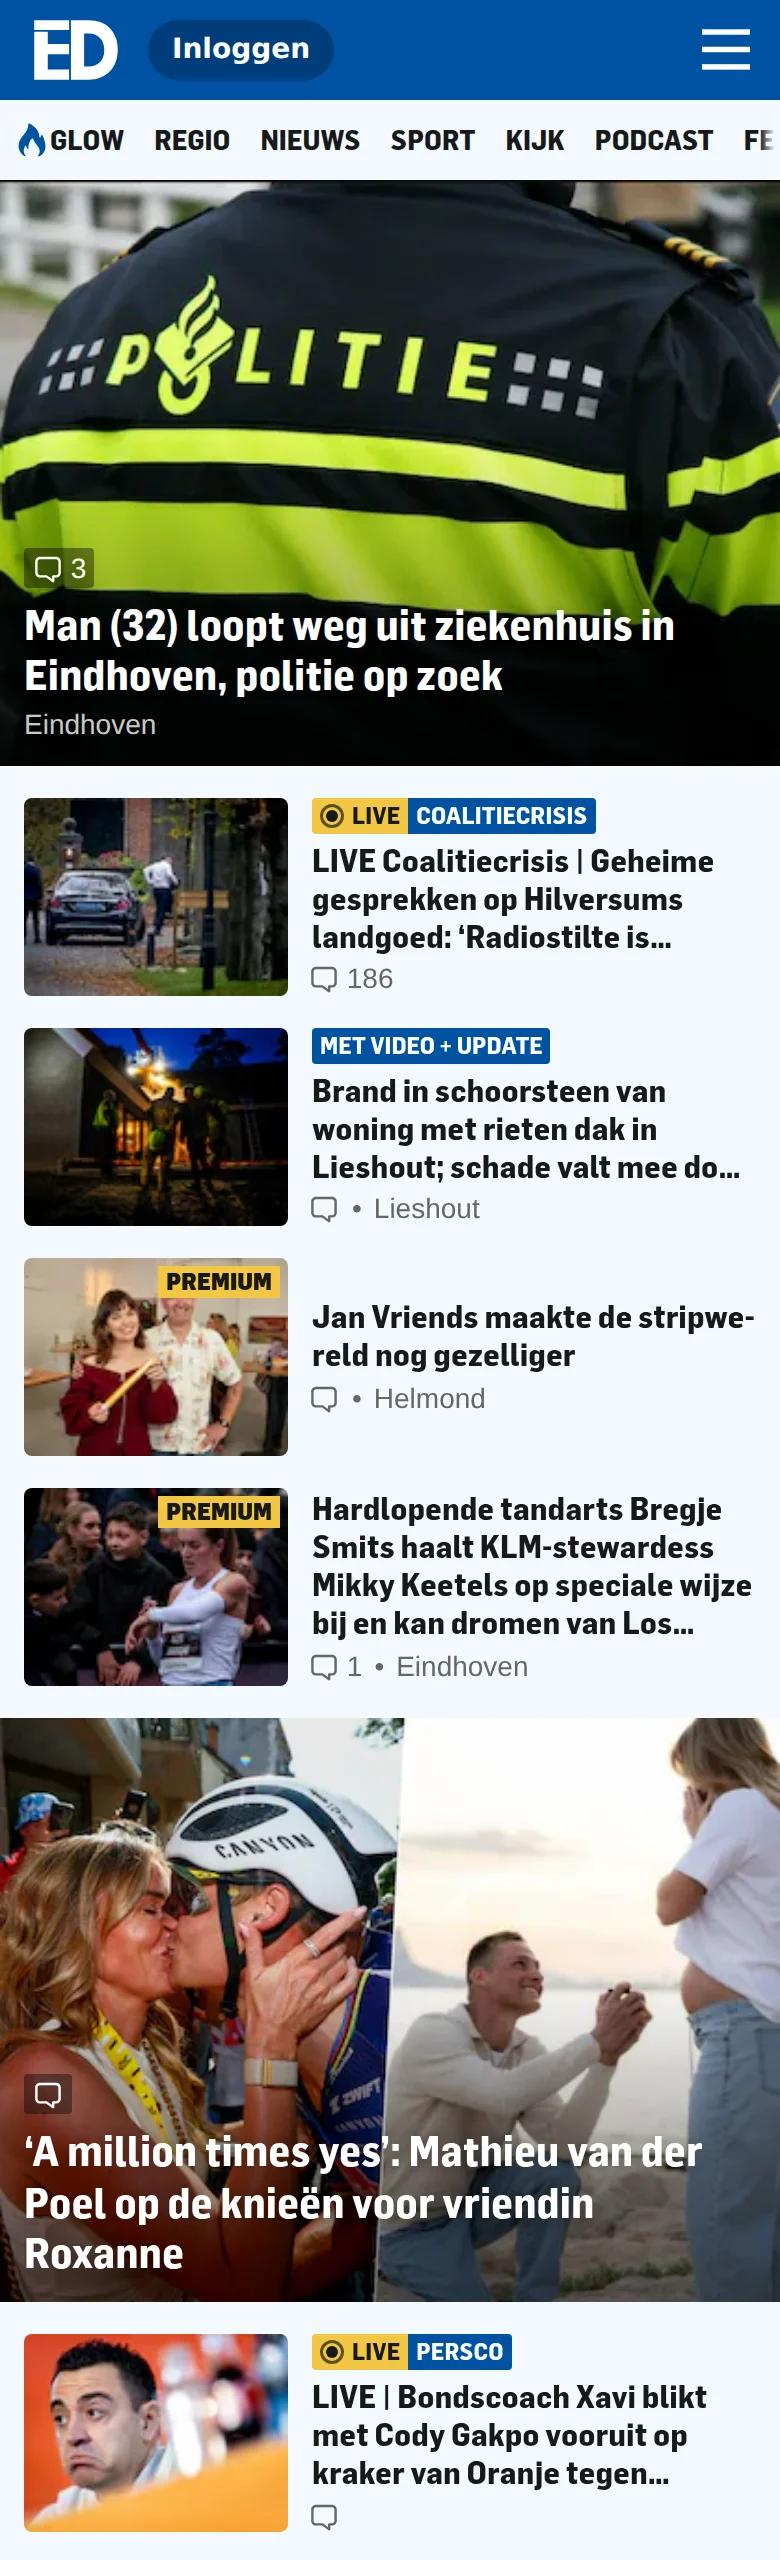 ED
Inloggen
GLOW REGIO NIEUWS SPORT KIJK PODCAST FE
POLITIE
3
Man (32) loopt weg uit ziekenhuis in
Eindhoven, politie op zoek
Eindhoven
LIVE COALITIECRISIS
LIVE Coalitiecrisis | Geheime
gesprekken op Hilversums
landgoed: ‘Radiostilte is...
186
MET VIDEO + UPDATE
Brand in schoorsteen van
woning met rieten dak in
Lieshout; schade valt mee do...
• Lieshout
PREMIUM
Jan Vriends maakte de stripwe-
reld nog gezelliger
• Helmond
PREMIUM
Hardlopende tandarts Bregje
Smits haalt KLM-stewardess
Mikky Keetels op speciale wijze
bij en kan dromen van Los...
1 • Eindhoven
CANYON
ZWIFT
‘A million times yes’: Mathieu van der
Poel op de knieën voor vriendin
Roxanne
LIVE PERSCO
LIVE | Bondscoach Xavi blikt
met Cody Gakpo vooruit op
kraker van Oranje tegen...